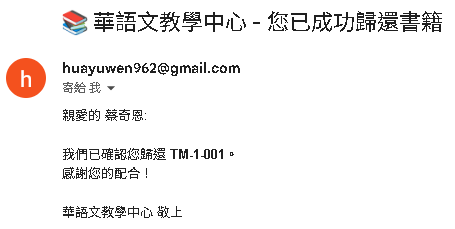 📚 華語文教學中心 - 您已成功歸還書籍
h
huayuwen962@gmail.com
寄給 我
親愛的 蔡奇恩:
我們已確認您歸還 TM-1-001。
感謝您的配合！
華語文教學中心 敬上